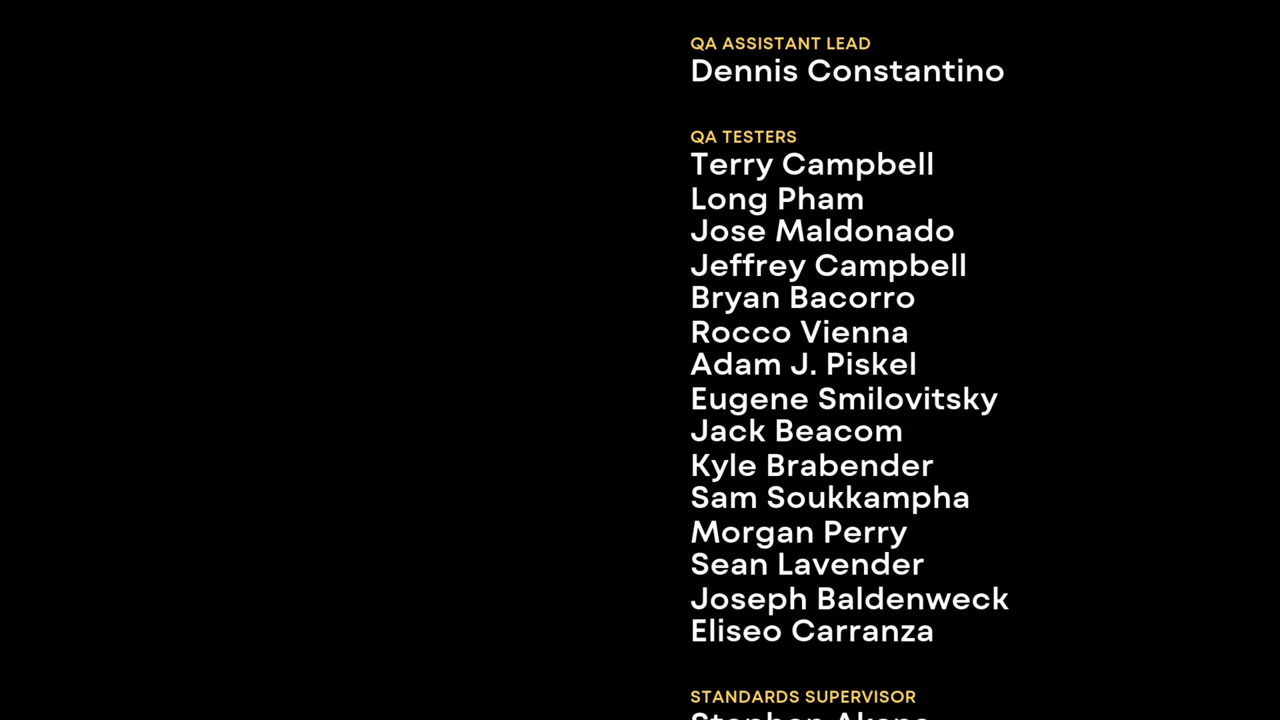 QA ASSISTANT LEAD
Dennis Constantino
QA TESTERS
Terry Campbell
Long Pham
Jose Maldonado
Jeffrey Campbell
Bryan Bacorro
Rocco Vienna
Adam J. Piskel
Eugene Smilovitsky
Jack Beacom
Kyle Brabender
Sam Soukkampha
Morgan Perry
Sean Lavender
Joseph Baldenweck
Eliseo Carranza
STANDARDS SUPERVISOR